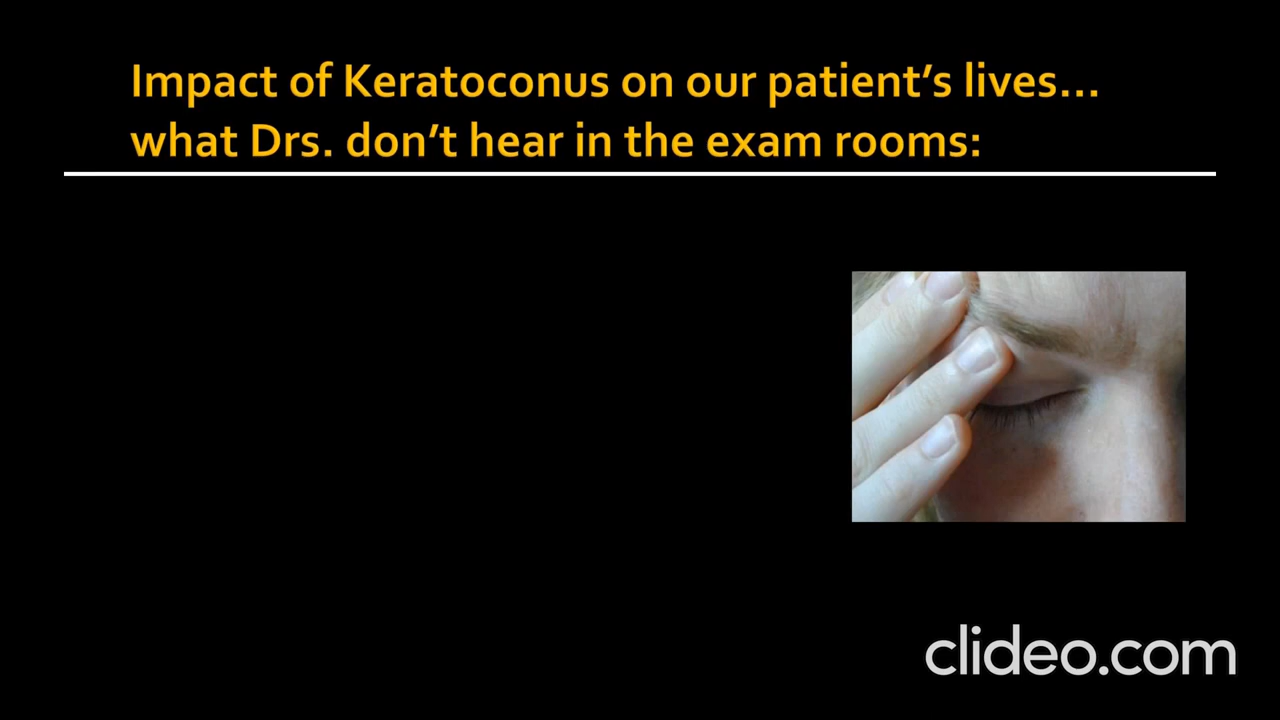 Impact of Keratoconus on our patient’s lives…
what Drs. don’t hear in the exam rooms:
clideo.com